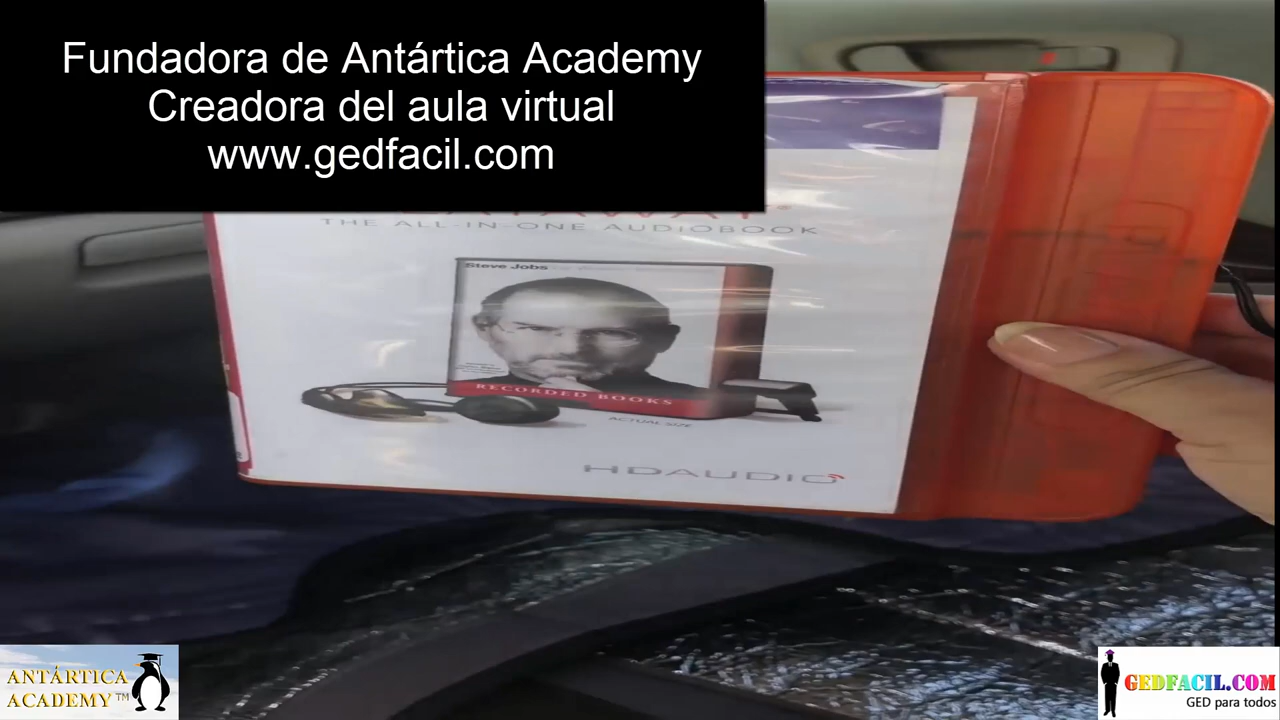 Fundadora de Antártica Academy
Creadora del aula virtual
www.gedfacil.com
THE ALL-IN-ONE AUDIOBOOK
Steve Jobs
RECORDED BOOKS
ACTUAL SIZE
HDAUDIO
ANTÁRTICA
ACADEMY™
GEDFACIL.COM
GED para todos